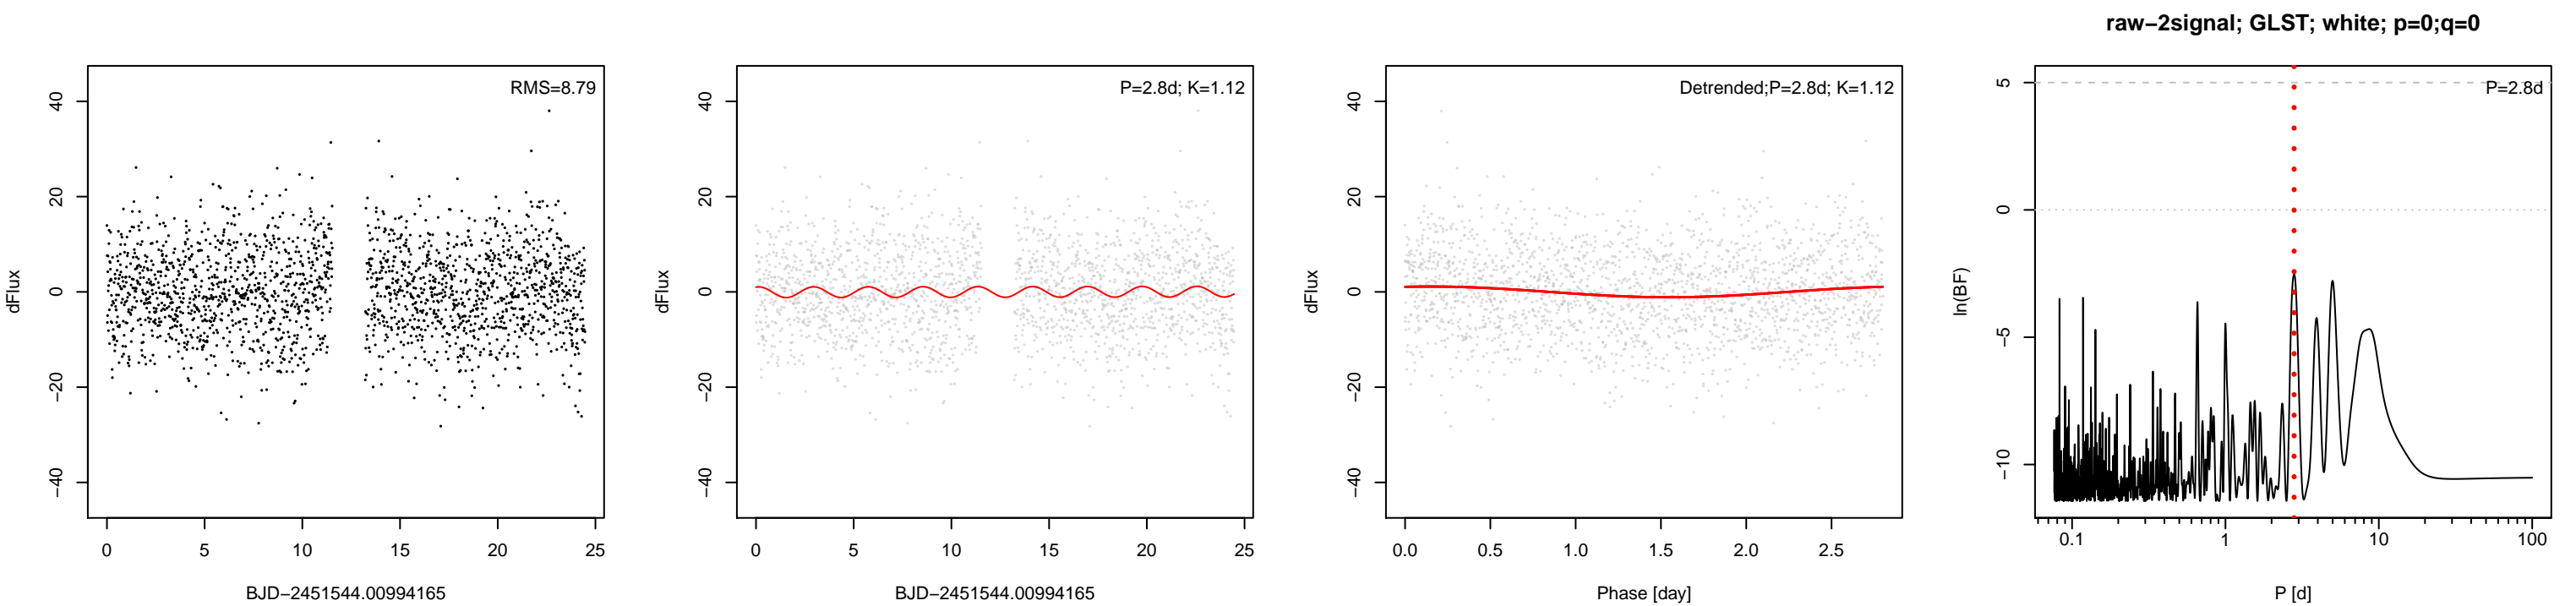 raw−2signal; GLST; white; p=0;q=0
RMS=8.79
dFlux
40
20
0
−20
−40
0 5 10 15 20 25
BJD−2451544.00994165
P=2.8d; K=1.12
dFlux
40
20
0
−20
−40
0 5 10 15 20 25
BJD−2451544.00994165
Detrended;P=2.8d; K=1.12
dFlux
40
20
0
−20
−40
0.0 0.5 1.0 1.5 2.0 2.5
Phase [day]
P=2.8d
ln(BF)
5
0
−5
−10
0.1 1 10 100
P [d]